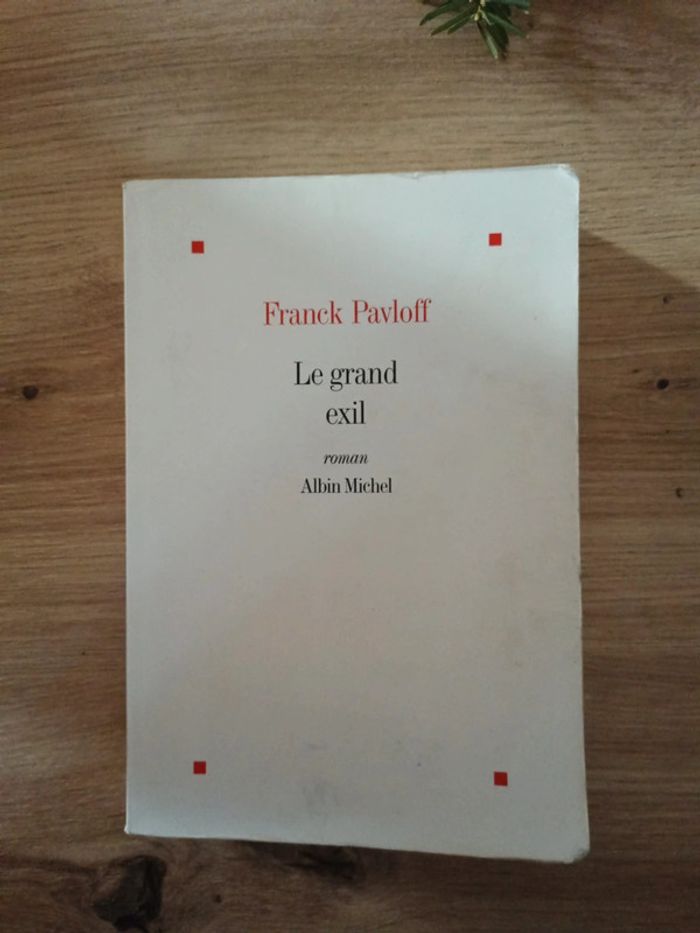 Franck Pavloff
Le grand
exil
roman
Albin Michel